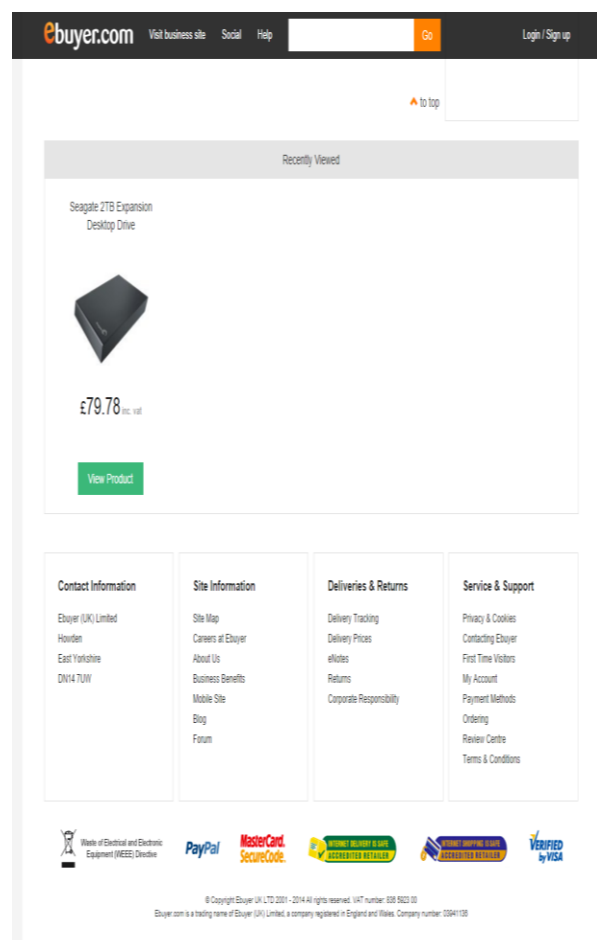 ebuyer.com Visit business site Social Help Go Login / Sign up
to top
Recently Viewed
Seagate 2TB Expansion
Desktop Drive
£79.78 inc. vat
View Product
Contact Information
Ebuyer (UK) Limited
Howden
East Yorkshire
DN14 7UW
Site Information
Site Map
Careers at Ebuyer
About Us
Business Benefits
Mobile Site
Blog
Forum
Deliveries & Returns
Delivery Tracking
Delivery Prices
eNotes
Returns
Corporate Responsibility
Service & Support
Privacy & Cookies
Contacting Ebuyer
First Time Visitors
My Account
Payment Methods
Ordering
Review Centre
Terms & Conditions
Waste of Electrical and Electronic
Equipment (WEEE) Directive
PayPal
MasterCard.
SecureCode.
INTERNET DELIVERY IS SAFE
ACCREDITED RETAILER
INTERNET SHOPPING IS SAFE
ACCREDITED RETAILER
VERIFIED
by VISA
© Copyright Ebuyer UK LTD 2001 - 2014 All rights reserved. VAT number: 836 5923 00
Ebuyer.com is a trading name of Ebuyer (UK) Limited, a company registered in England and Wales. Company number: 03941136